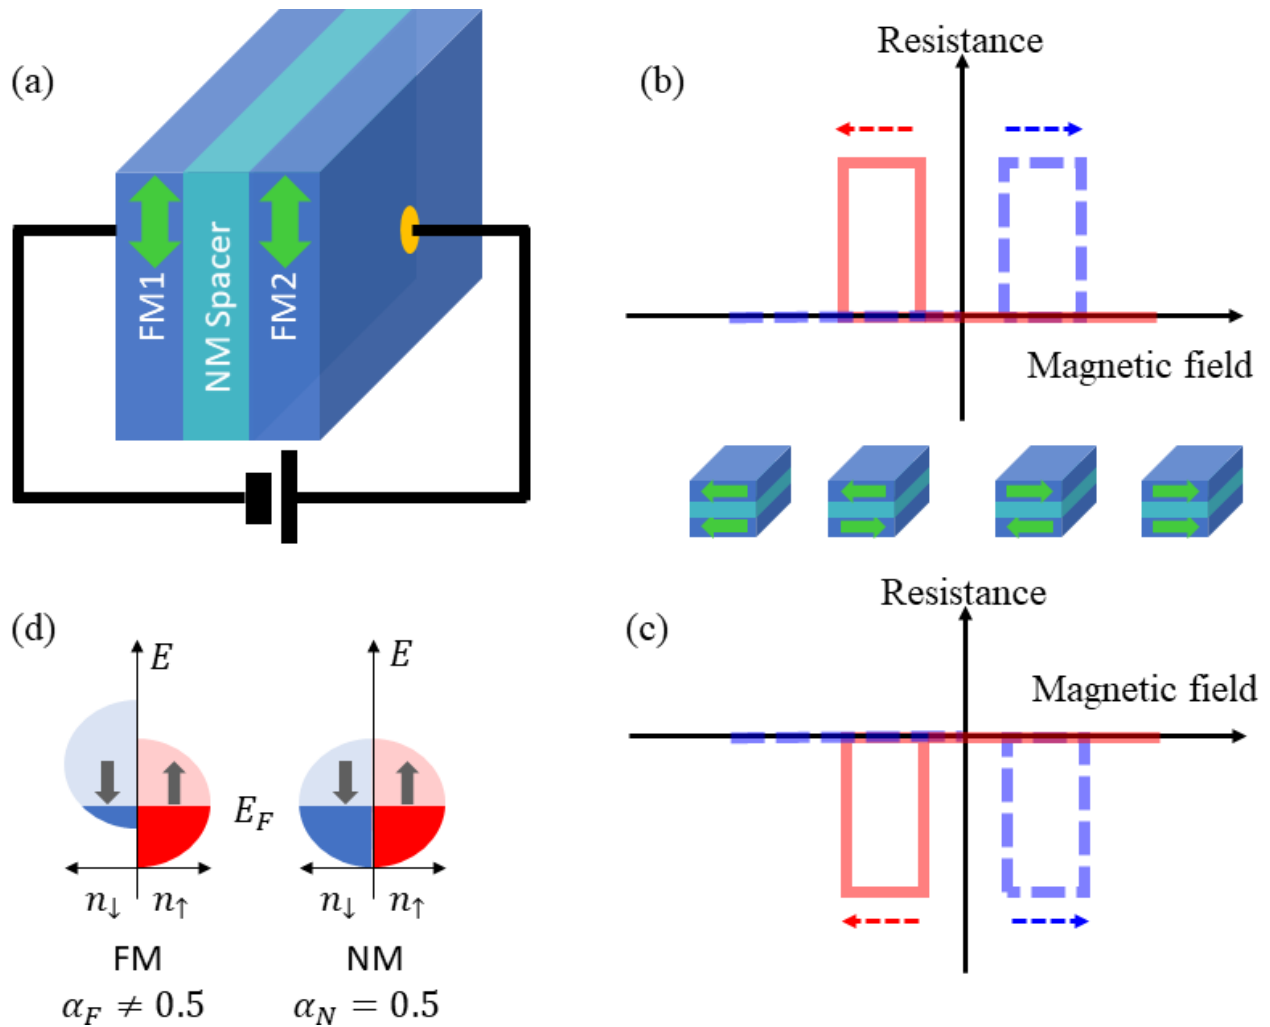 (a)
FM1
NM Spacer
FM2
(b)
Resistance
Magnetic field
(c)
Resistance
Magnetic field
(d)
E
E
E_F
n↓ n↑
n↓ n↑
FM
NM
α_F ≠ 0.5
α_N = 0.5